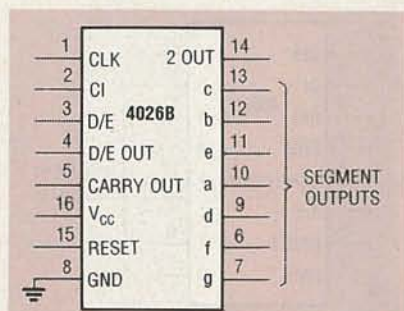 1 CLK 2 OUT 14
2 CI c 13
3 D/E 4026B b 12
4 D/E OUT e 11
5 CARRY OUT a 10
16 VCC d 9
15 RESET f 6
8 GND g 7
SEGMENT
OUTPUTS